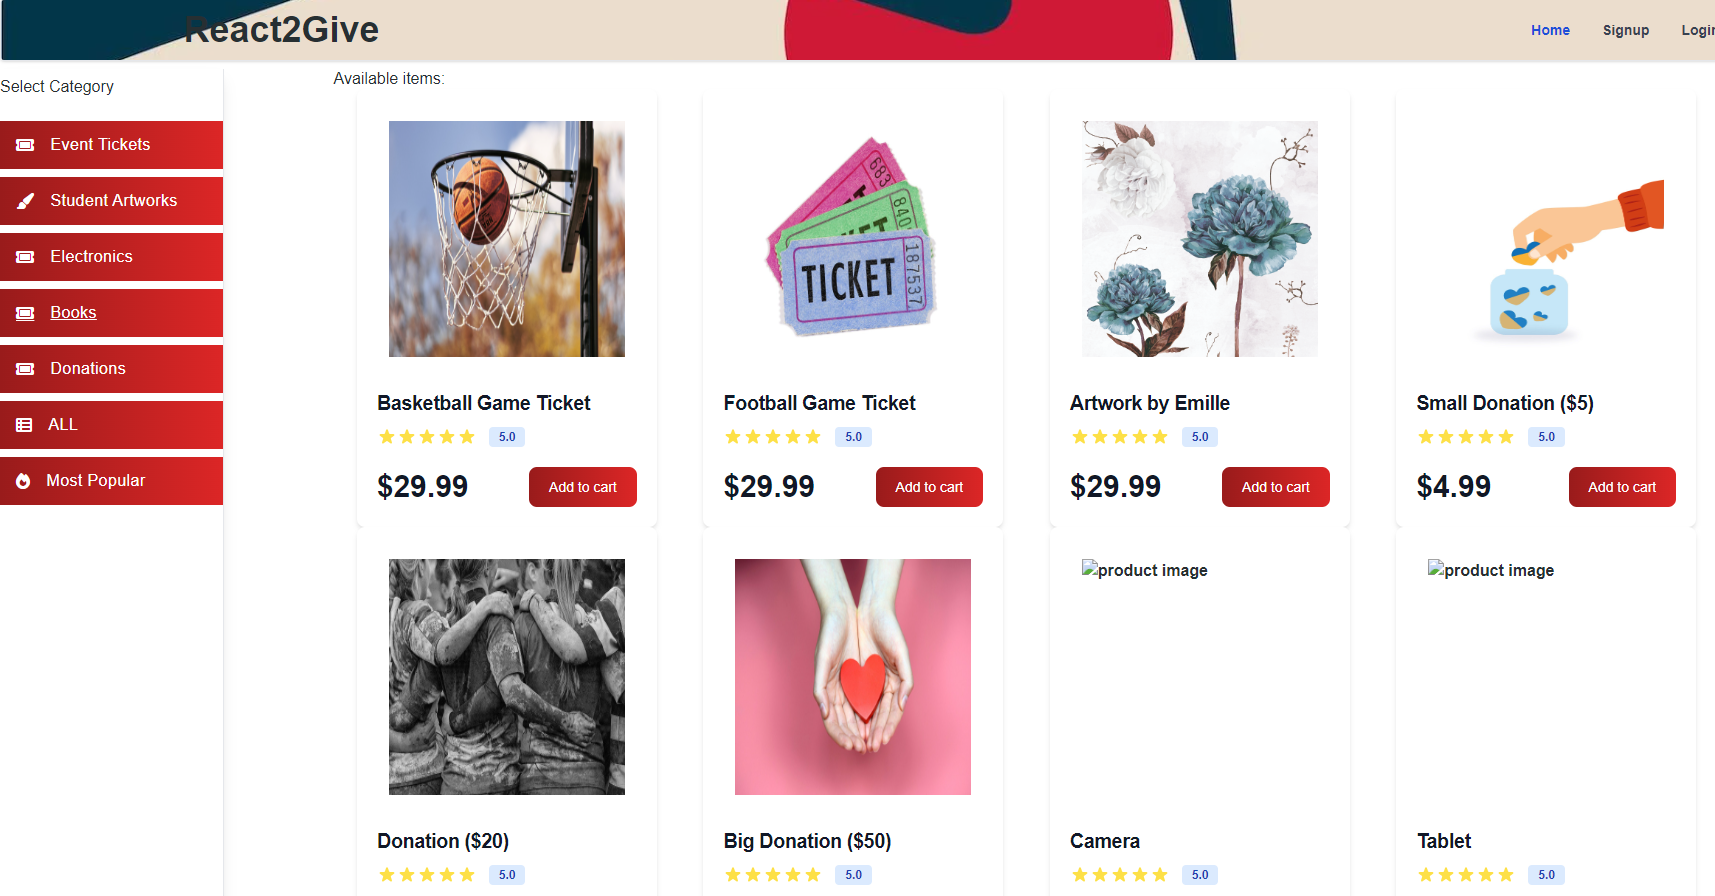 React2Give
Home Signup Login
Select Category
Event Tickets
Student Artworks
Electronics
Books
Donations
ALL
Most Popular
Available items:
683
840
TICKET
187537
Basketball Game Ticket
5.0
$29.99
Add to cart
Football Game Ticket
5.0
$29.99
Add to cart
Artwork by Emille
5.0
$29.99
Add to cart
Small Donation ($5)
5.0
$4.99
Add to cart
Donation ($20)
5.0
Big Donation ($50)
5.0
product image
Camera
5.0
product image
Tablet
5.0